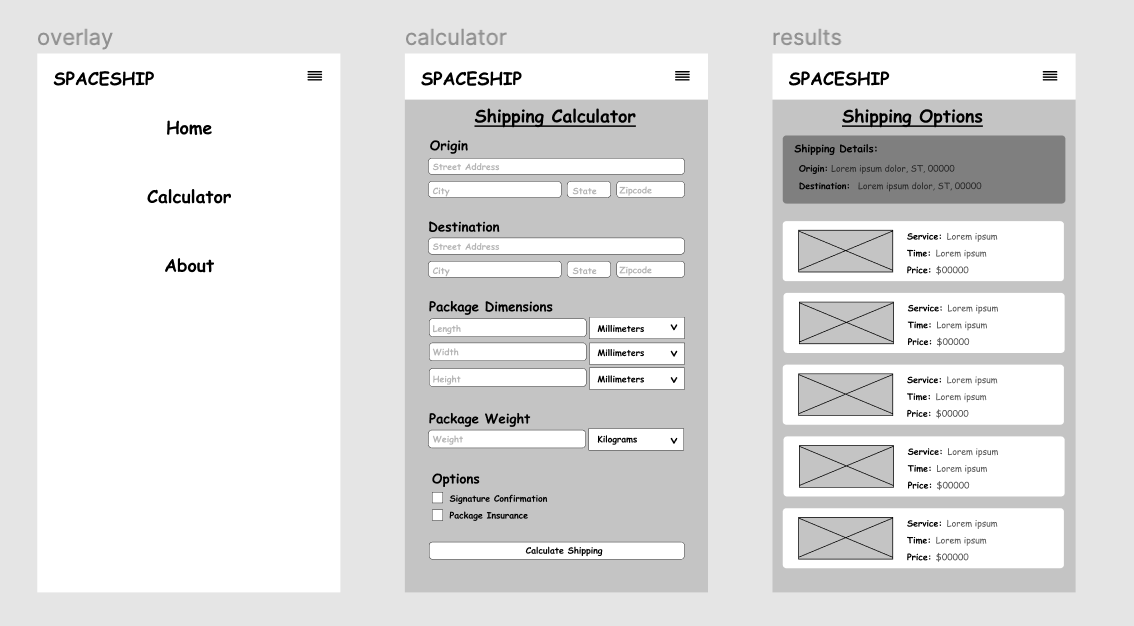 overlay
SPACESHIP
Home
Calculator
About
calculator
SPACESHIP
Shipping Calculator
Origin
Street Address
City State Zipcode
Destination
Street Address
City State Zipcode
Package Dimensions
Length Millimeters
Width Millimeters
Height Millimeters
Package Weight
Weight Kilograms
Options
Signature Confirmation
Package Insurance
Calculate Shipping
results
SPACESHIP
Shipping Options
Shipping Details:
Origin: Lorem ipsum dolor, ST, 00000
Destination: Lorem ipsum dolor, ST, 00000
Service: Lorem ipsum
Time: Lorem ipsum
Price: $00000
Service: Lorem ipsum
Time: Lorem ipsum
Price: $00000
Service: Lorem ipsum
Time: Lorem ipsum
Price: $00000
Service: Lorem ipsum
Time: Lorem ipsum
Price: $00000
Service: Lorem ipsum
Time: Lorem ipsum
Price: $00000